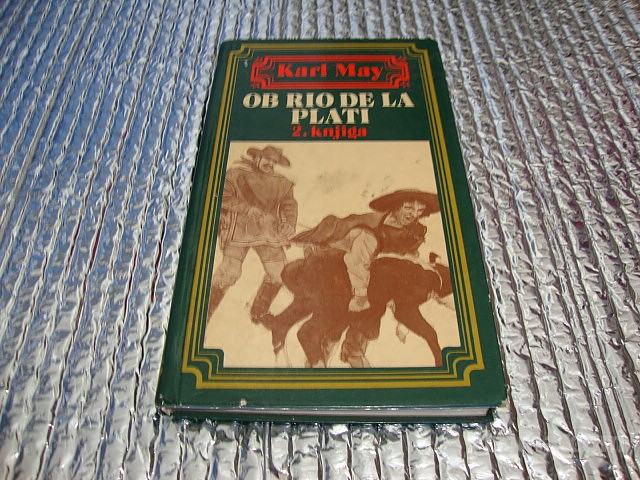 Karl May
OB RIO DE LA
PLATI
2. knjiga